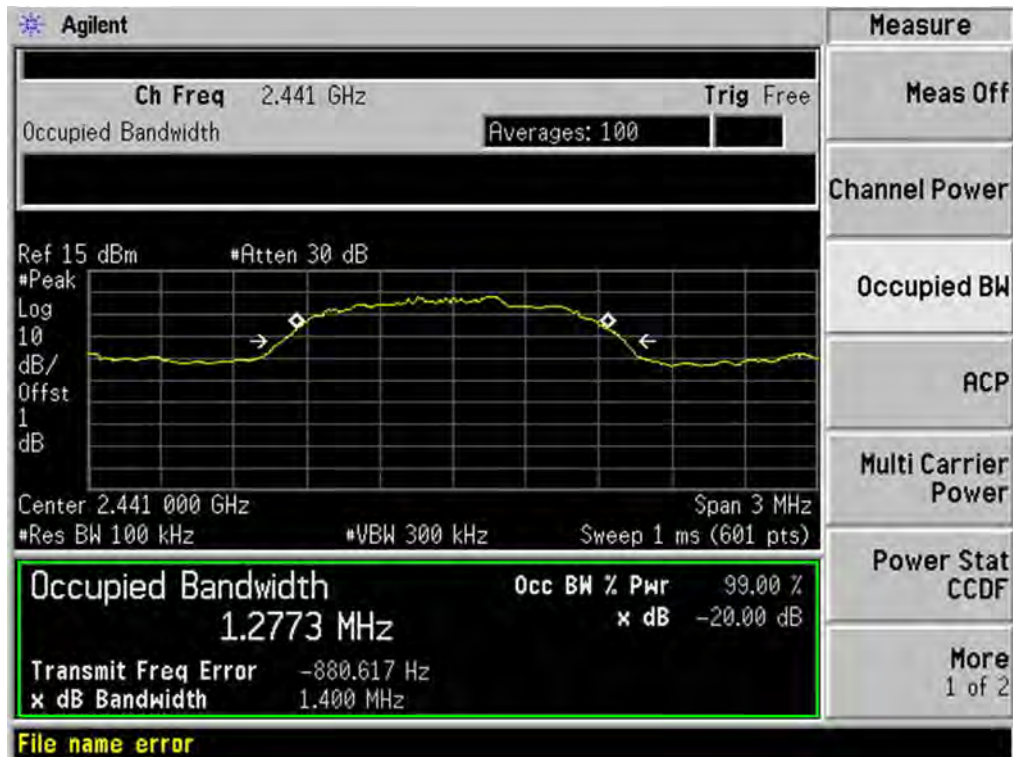 Agilent
Measure
Ch Freq 2.441 GHz Trig Free
Occupied Bandwidth Averages: 100
Meas Off
Channel Power
Occupied BW
ACP
Multi Carrier
Power
Power Stat
CCDF
More
1 of 2
Ref 15 dBm #Atten 30 dB
#Peak
Log
10
dB/
Offst
1
dB
Center 2.441 000 GHz Span 3 MHz
#Res BW 100 kHz #VBW 300 kHz Sweep 1 ms (601 pts)
Occupied Bandwidth Occ BW % Pwr 99.00 %
1.2773 MHz x dB -20.00 dB
Transmit Freq Error -880.617 Hz
x dB Bandwidth 1.400 MHz
File name error